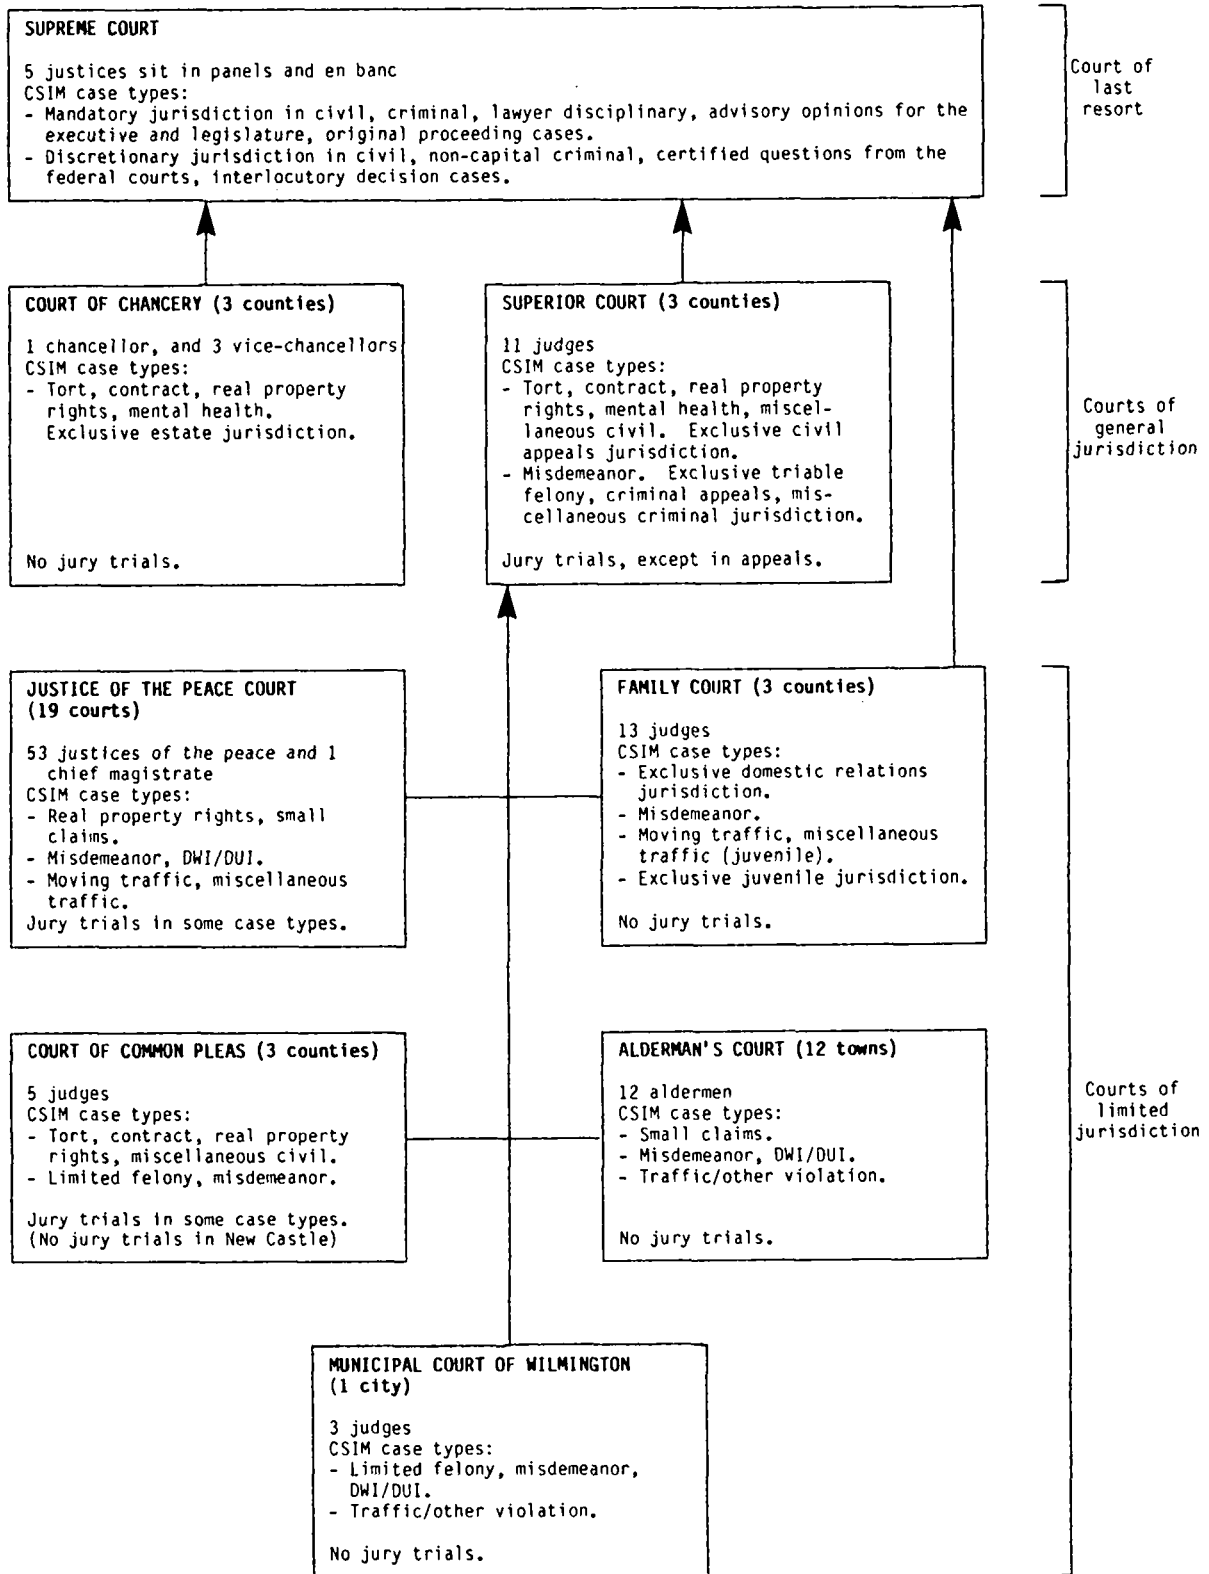 SUPREME COURT
5 justices sit in panels and en banc
CSIM case types:
- Mandatory jurisdiction in civil, criminal, lawyer disciplinary, advisory opinions for the
executive and legislature, original proceeding cases.
- Discretionary jurisdiction in civil, non-capital criminal, certified questions from the
federal courts, interlocutory decision cases.
Court of
last
resort
COURT OF CHANCERY (3 counties)
1 chancellor, and 3 vice-chancellors
CSIM case types:
- Tort, contract, real property
rights, mental health.
Exclusive estate jurisdiction.
No jury trials.
SUPERIOR COURT (3 counties)
11 judges
CSIM case types:
- Tort, contract, real property
rights, mental health, miscel-
laneous civil. Exclusive civil
appeals jurisdiction.
- Misdemeanor. Exclusive triable
felony, criminal appeals, mis-
cellaneous criminal jurisdiction.
Jury trials, except in appeals.
Courts of
general
jurisdiction
JUSTICE OF THE PEACE COURT
(19 courts)
53 justices of the peace and 1
chief magistrate
CSIM case types:
- Real property rights, small
claims.
- Misdemeanor, DWI/DUI.
- Moving traffic, miscellaneous
traffic.
Jury trials in some case types.
FAMILY COURT (3 counties)
13 judges
CSIM case types:
- Exclusive domestic relations
jurisdiction.
- Misdemeanor.
- Moving traffic, miscellaneous
traffic (juvenile).
- Exclusive juvenile jurisdiction.
No jury trials.
COURT OF COMMON PLEAS (3 counties)
5 judges
CSIM case types:
- Tort, contract, real property
rights, miscellaneous civil.
- Limited felony, misdemeanor.
Jury trials in some case types.
(No jury trials in New Castle)
ALDERMAN'S COURT (12 towns)
12 aldermen
CSIM case types:
- Small claims.
- Misdemeanor, DWI/DUI.
- Traffic/other violation.
No jury trials.
Courts of
limited
jurisdiction
MUNICIPAL COURT OF WILMINGTON
(1 city)
3 judges
CSIM case types:
- Limited felony, misdemeanor,
DWI/DUI.
- Traffic/other violation.
No jury trials.